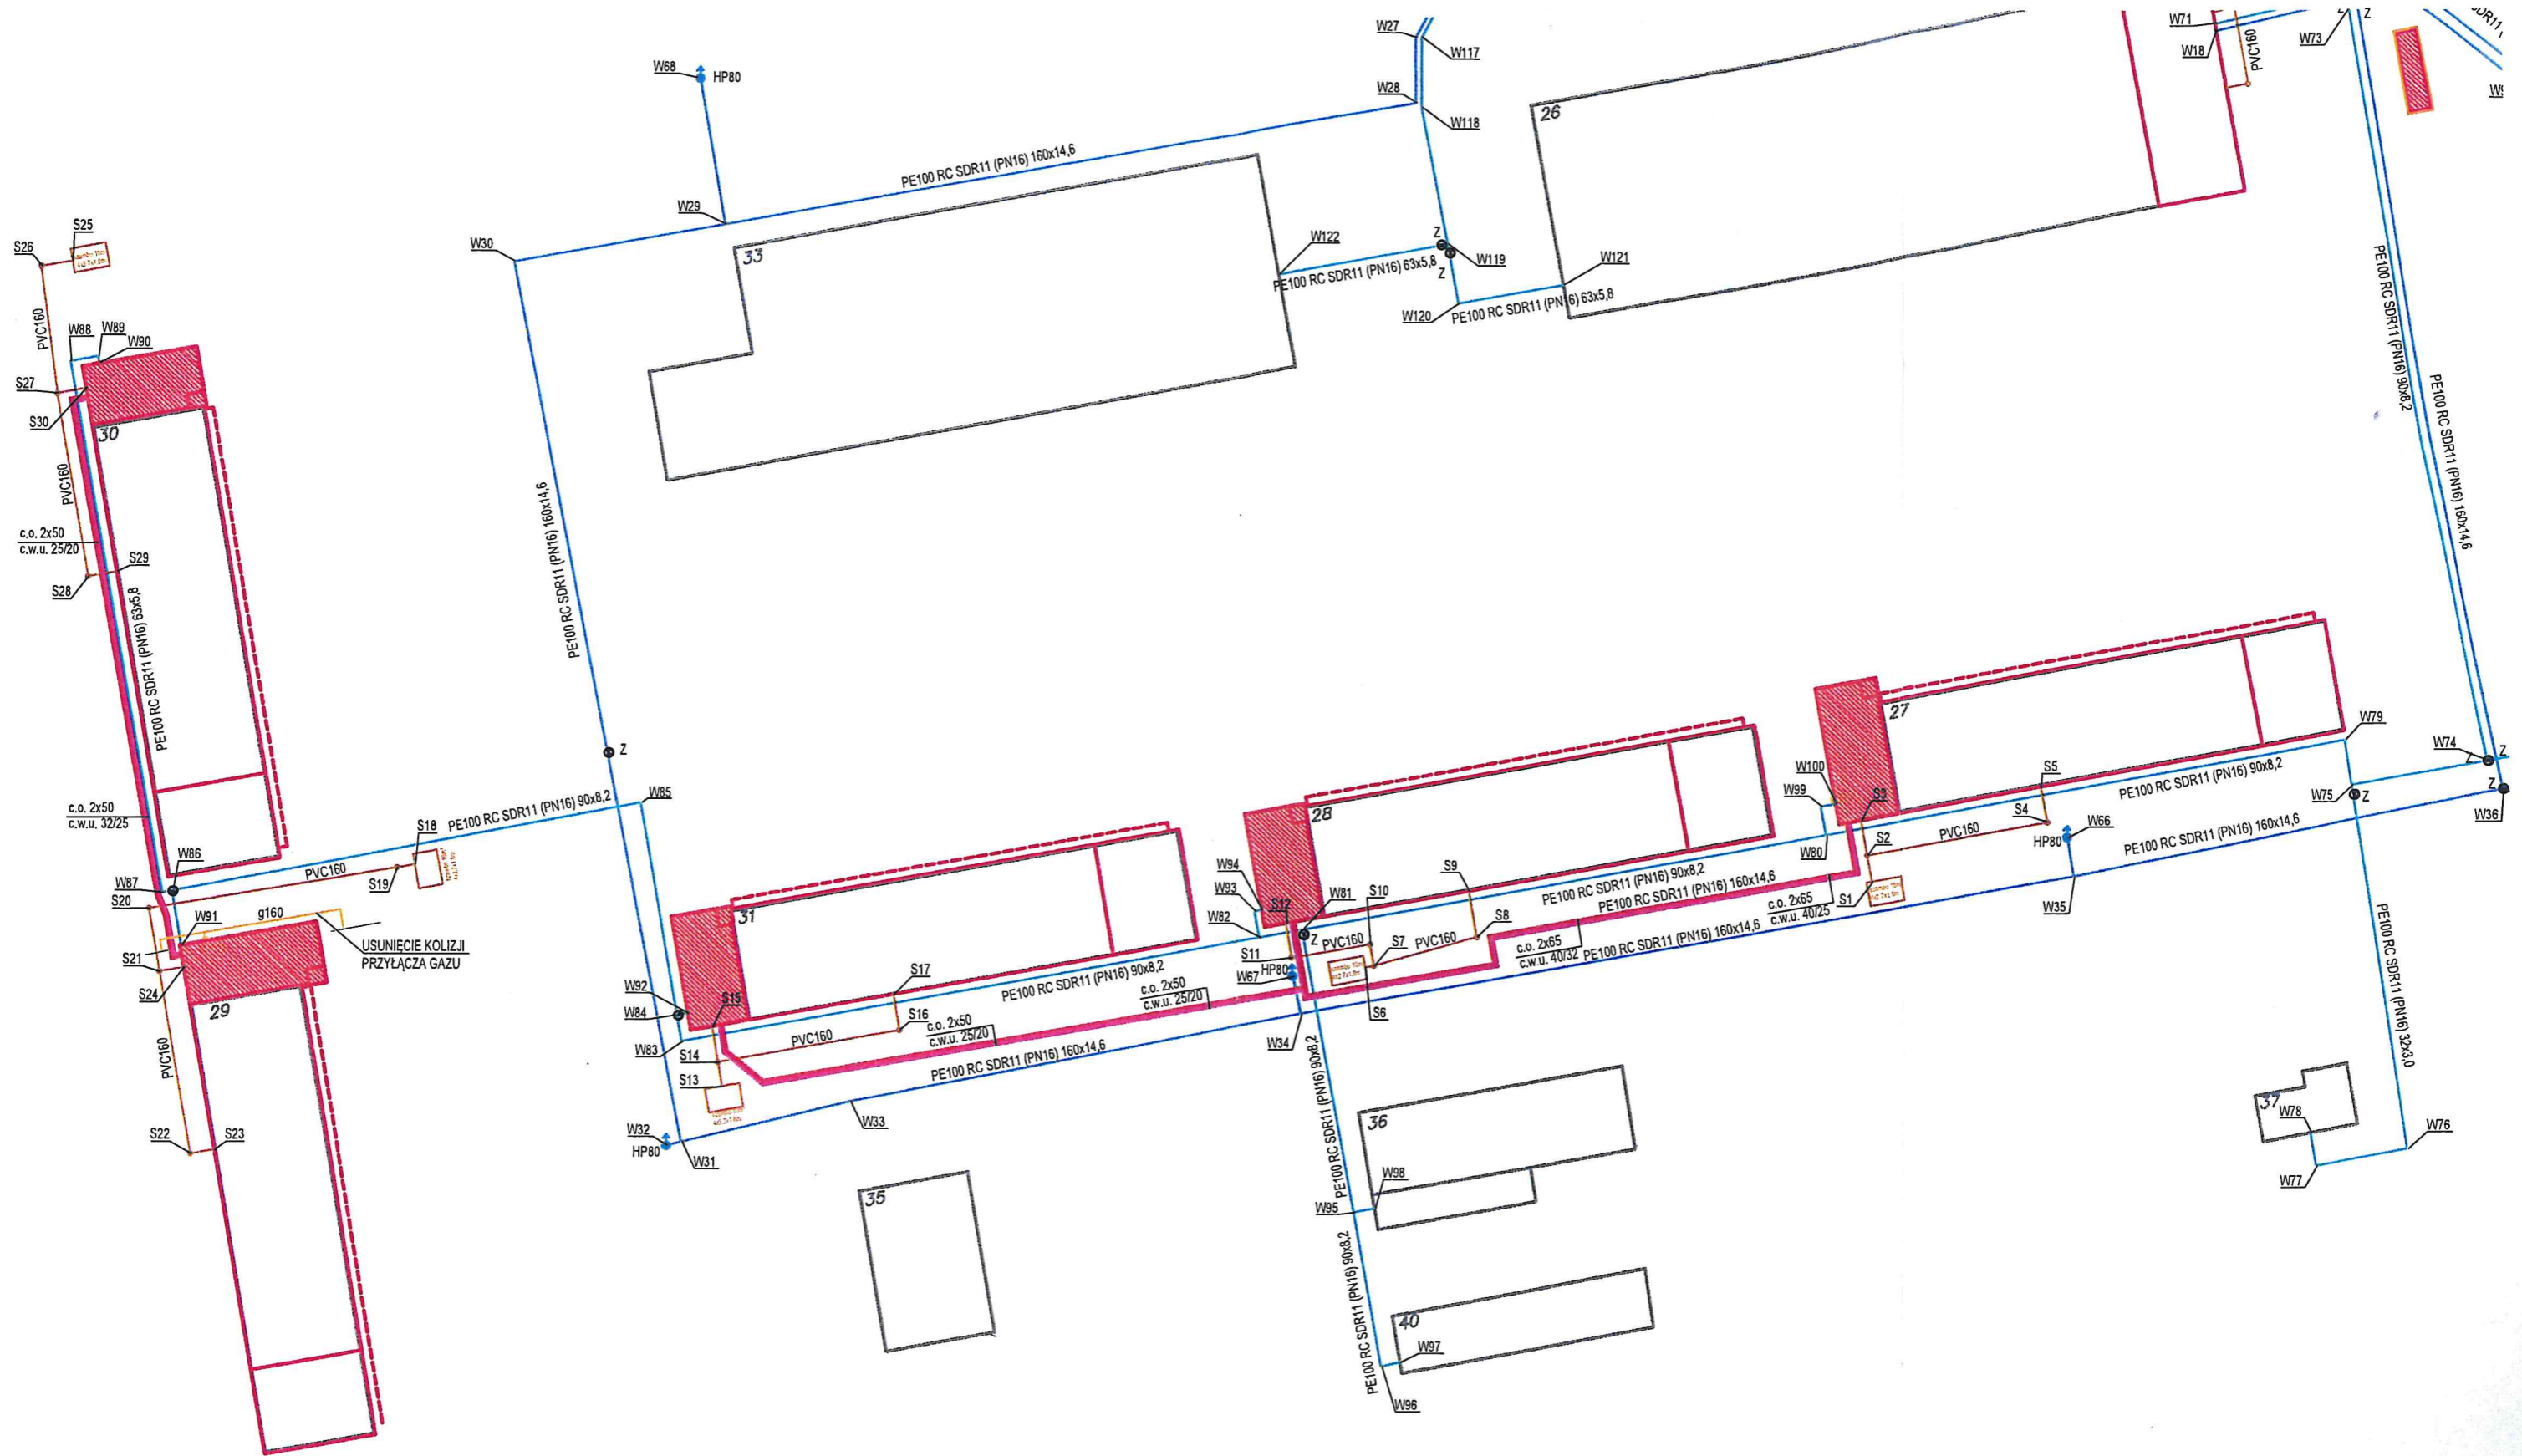 W27
W117
W71
W18
PVC160
W73
Z
Z
W68
HP80
W28
W118
26
PE100 RC SDR11 (PN16) 160x14,6
S25
S26
W30
W29
33
W122
Z
W119
Z
W121
PE100 RC SDR11 (PN16) 63x5,8
W120
PE100 RC SDR11 (PN16) 63x5,8
PE100 RC SDR11 (PN16) 90x8,2
PE100 RC SDR11 (PN16) 160x14,6
PVC160
W88
W89
W90
S27
S30
30
PVC160
c.o. 2x50
c.w.u. 25/20
S29
S28
PE100 RC SDR11 (PN16) 63x5,8
PE100 RC SDR11 (PN16) 160x14,6
Z
c.o. 2x50
c.w.u. 32/25
PE100 RC SDR11 (PN16) 90x8,2
W85
S18
W86
W87
PVC160
S19
S20
W91
g160
USUNIĘCIE KOLIZJI
PRZYŁĄCZA GAZU
S21
S24
29
PVC160
S22
S23
31
W92
W84
S15
W83
S14
S13
S17
S16
PVC160
c.o. 2x50
c.w.u. 25/20
PE100 RC SDR11 (PN16) 90x8,2
c.o. 2x50
c.w.u. 25/20
PE100 RC SDR11 (PN16) 160x14,6
W32
HP80
W31
W33
W34
28
W94
W93
W82
S12
W81
Z
S10
S9
S11
PVC160
S7
PVC160
S8
HP80
W67
S6
PE100 RC SDR11 (PN16) 90x8,2
PE100 RC SDR11 (PN16) 160x14,6
c.o. 2x65
c.w.u. 40/32
PE100 RC SDR11 (PN16) 160x14,6
c.o. 2x65
c.w.u. 40/25
27
W100
W99
W80
S3
S2
S1
PVC160
S5
S4
HP80
W66
W35
PE100 RC SDR11 (PN16) 90x8,2
PE100 RC SDR11 (PN16) 160x14,6
W79
W75
Z
W74
Z
Z
Z
W36
PE100 RC SDR11 (PN16) 32x3,0
37
W78
W77
W76
PE100 RC SDR11 (PN16) 90x8,2
36
W98
W95
35
PE100 RC SDR11 (PN16) 90x8,2
40
W97
W96